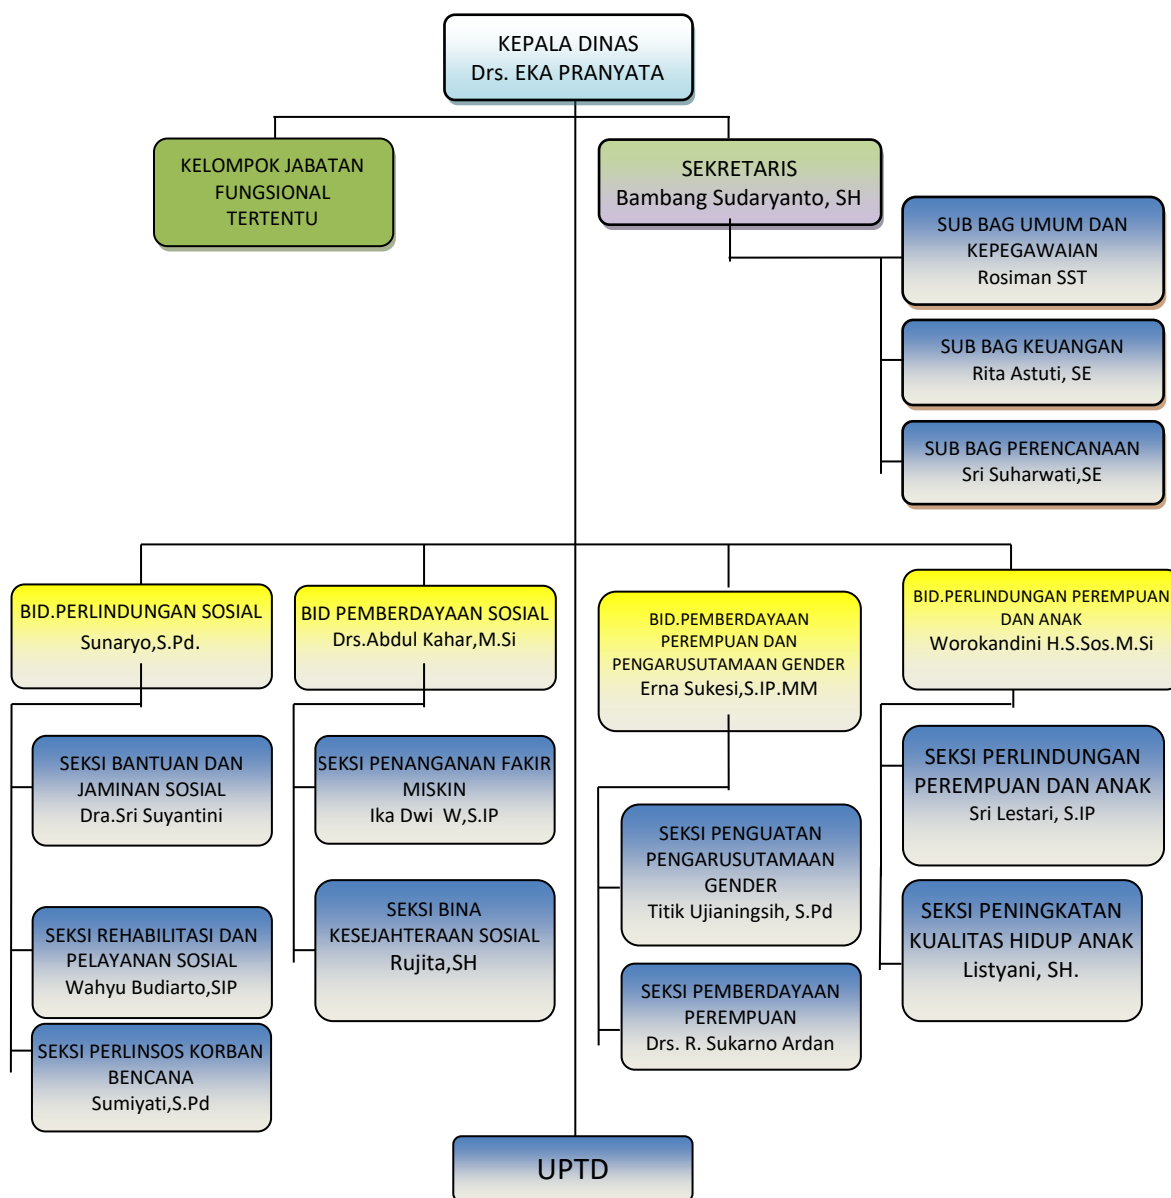 KEPALA DINAS
Drs. EKA PRANYATA
KELOMPOK JABATAN
FUNGSIONAL
TERTENTU
SEKRETARIS
Bambang Sudaryanto, SH
SUB BAG UMUM DAN
KEPEGAWAIAN
Rosiman SST
SUB BAG KEUANGAN
Rita Astuti, SE
SUB BAG PERENCANAAN
Sri Suharwati,SE
BID.PERLINDUNGAN SOSIAL
Sunaryo,S.Pd.
BID PEMBERDAYAAN SOSIAL
Drs.Abdul Kahar,M.Si
BID.PEMBERDAYAAN
PEREMPUAN DAN
PENGARUSUTAMAAN GENDER
Erna Sukesi,S.IP.MM
BID.PERLINDUNGAN PEREMPUAN
DAN ANAK
Worokandini H.S.Sos.M.Si
SEKSI BANTUAN DAN
JAMINAN SOSIAL
Dra.Sri Suyantini
SEKSI REHABILITASI DAN
PELAYANAN SOSIAL
Wahyu Budiarto,SIP
SEKSI PERLINSOS KORBAN
BENCANA
Sumiyati,S.Pd
SEKSI PENANGANAN FAKIR
MISKIN
Ika Dwi  W,S.IP
SEKSI BINA
KESEJAHTERAAN SOSIAL
Rujita,SH
SEKSI PENGUATAN
PENGARUSUTAMAAN
GENDER
Titik Ujianingsih, S.Pd
SEKSI PEMBERDAYAAN
PEREMPUAN
Drs. R. Sukarno Ardan
SEKSI PERLINDUNGAN
PEREMPUAN DAN ANAK
Sri Lestari, S.IP
SEKSI PENINGKATAN
KUALITAS HIDUP ANAK
Listyani, SH.
UPTD